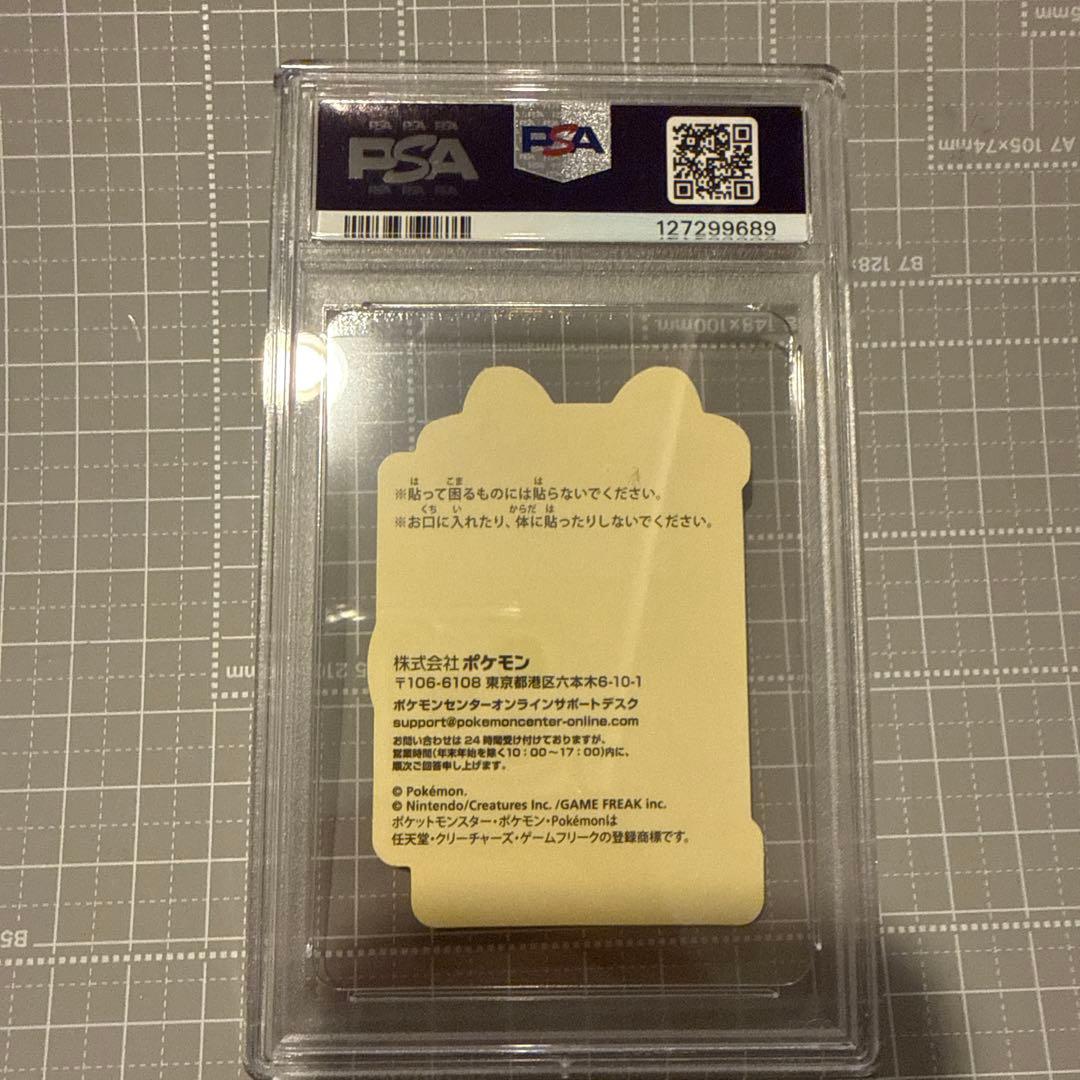 PSA PSA PSA
PSA
PSA PSA PSA
PSA
127299689
A7 105×74mm
B7 128
148×100mm
mm
B5
※貼って困るものには貼らないでください。
※お口に入れたり、体に貼ったりしないでください。
株式会社 ポケモン
〒106-6108 東京都港区六本木6-10-1
ポケモンセンターオンラインサポートデスク
support@pokemoncenter-online.com
お問い合わせは 24 時間受け付けておりますが、
営業時間(年末年始を除く10:00〜17:00)内に、
順次ご回答申し上げます。
© Pokémon.
© Nintendo/Creatures Inc. /GAME FREAK inc.
ポケットモンスター・ポケモン・Pokémonは
任天堂・クリーチャーズ・ゲームフリークの登録商標です。